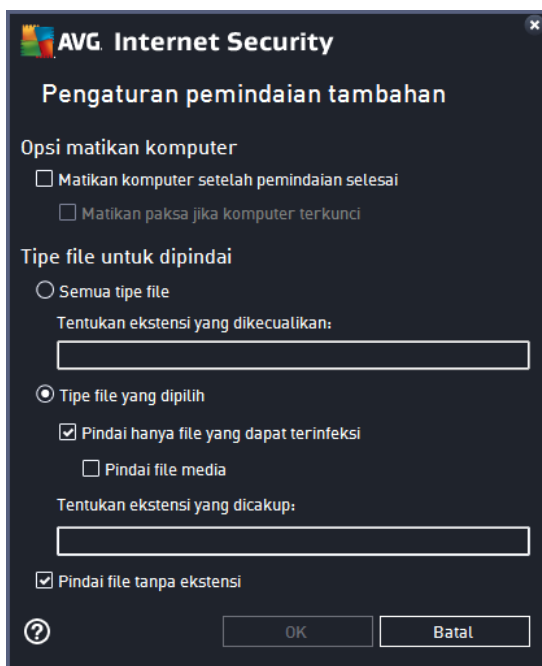 AVG. Internet Security
Pengaturan pemindaian tambahan
Opsi matikan komputer
Matikan komputer setelah pemindaian selesai
Matikan paksa jika komputer terkunci
Tipe file untuk dipindai
Semua tipe file
Tentukan ekstensi yang dikecualikan:
Tipe file yang dipilih
Pindai hanya file yang dapat terinfeksi
Pindai file media
Tentukan ekstensi yang dicakup:
Pindai file tanpa ekstensi
? OK Batal